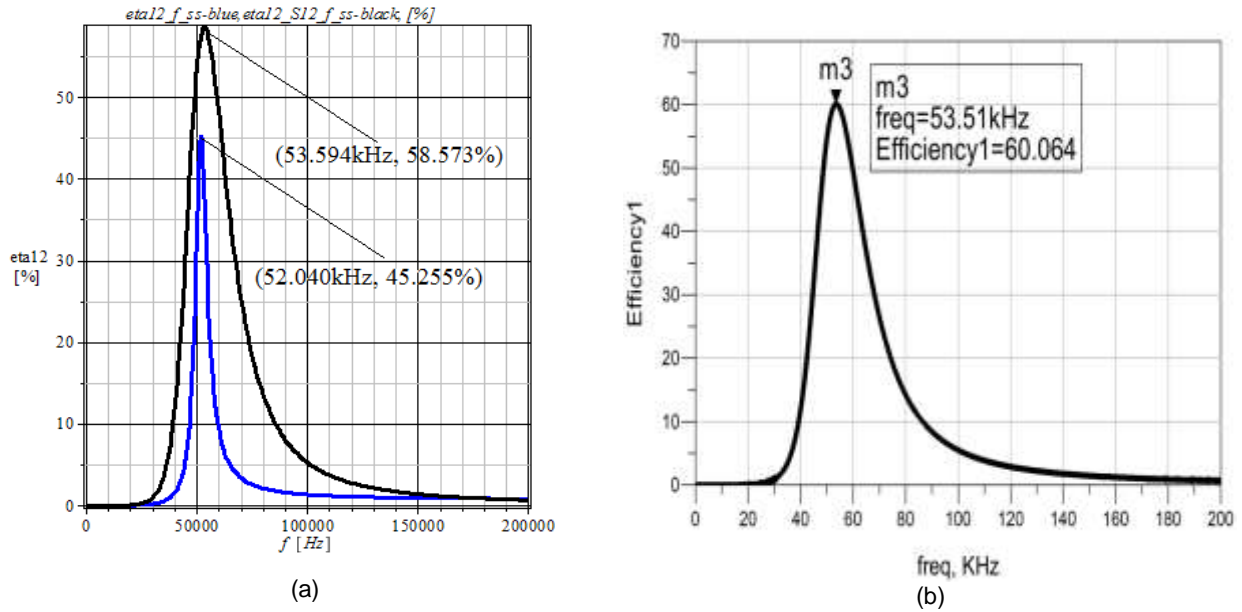 eta12_f_ss-blue,eta12_S12_f_ss-black, [%]
50
40
30
20
10
0
eta12
[%]
(53.594kHz, 58.573%)
(52.040kHz, 45.255%)
0 50000 100000 150000 200000
f [Hz]
(a)
70
60
50
40
30
20
10
0
Efficiency1
m3
m3
freq=53.51kHz
Efficiency1=60.064
0 20 40 60 80 100 120 140 160 180 200
freq, KHz
(b)